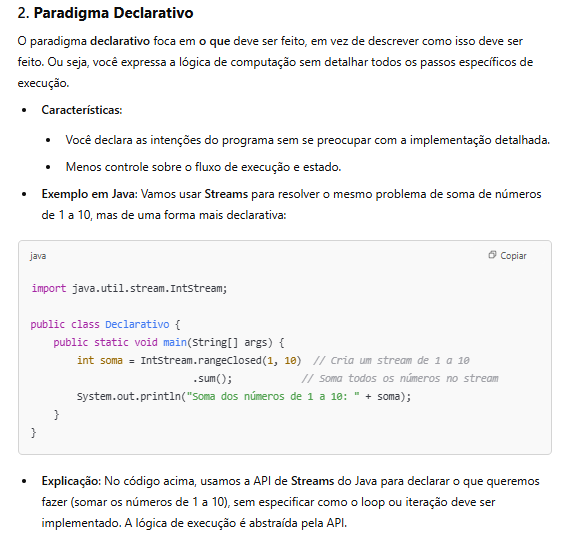 2. Paradigma Declarativo
O paradigma declarativo foca em o que deve ser feito, em vez de descrever como isso deve ser
feito. Ou seja, você expressa a lógica de computação sem detalhar todos os passos específicos de
execução.
• Características:
• Você declara as intenções do programa sem se preocupar com a implementação detalhada.
• Menos controle sobre o fluxo de execução e estado.
• Exemplo em Java: Vamos usar Streams para resolver o mesmo problema de soma de números
de 1 a 10, mas de uma forma mais declarativa:
java Copiar
import java.util.stream.IntStream;
public class Declarativo {
    public static void main(String[] args) {
        int soma = IntStream.rangeClosed(1, 10)  // Cria um stream de 1 a 10
                            .sum();            // Soma todos os números no stream
        System.out.println("Soma dos números de 1 a 10: " + soma);
    }
}
• Explicação: No código acima, usamos a API de Streams do Java para declarar o que queremos
fazer (somar os números de 1 a 10), sem especificar como o loop ou iteração deve ser
implementado. A lógica de execução é abstraída pela API.